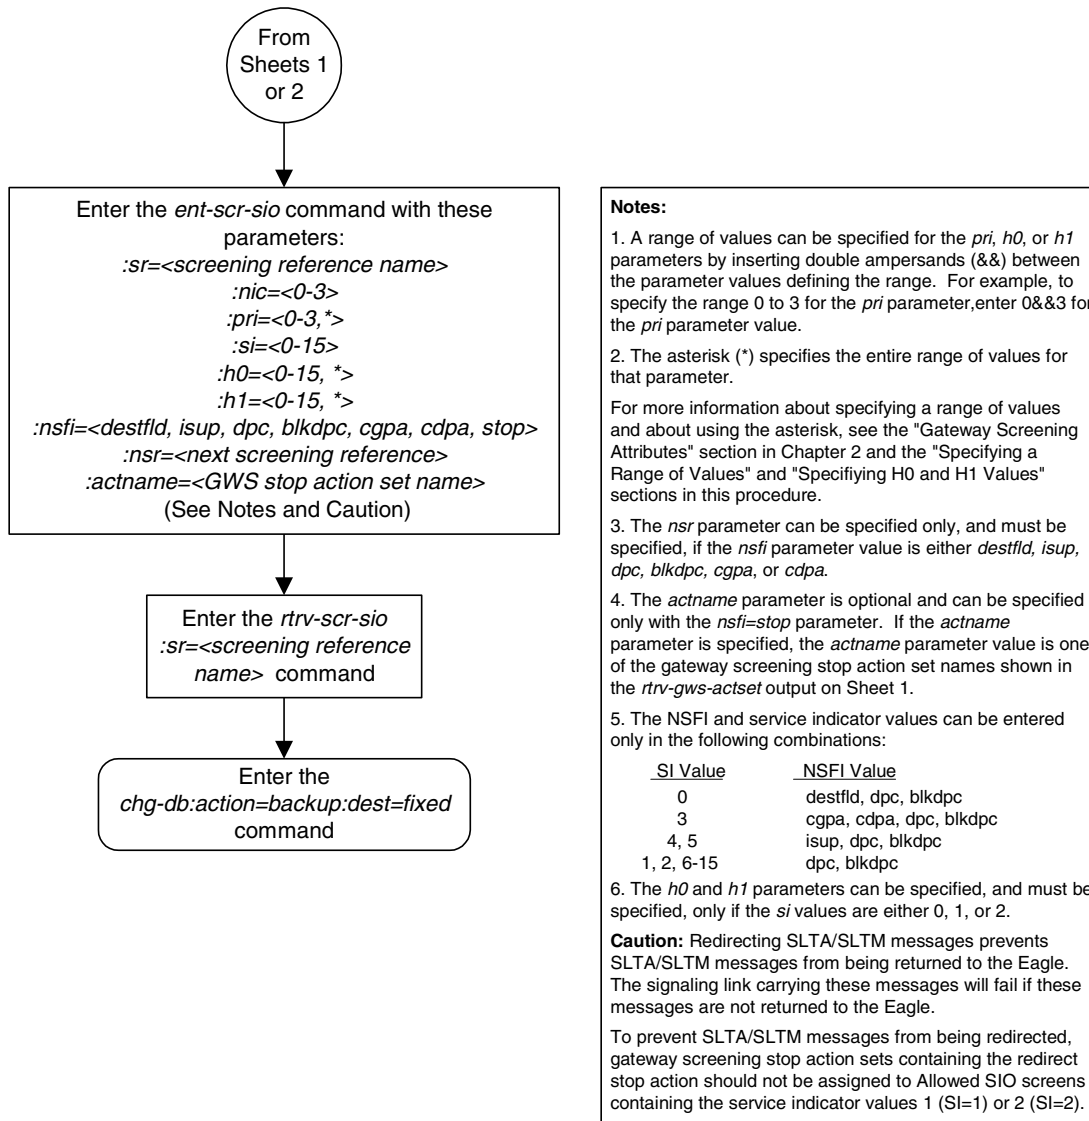 From
Sheets 1
or 2
Enter the ent-scr-sio command with these
parameters:
:sr=<screening reference name>
:nic=<0-3>
:pri=<0-3,*>
:si=<0-15>
:h0=<0-15, *>
:h1=<0-15, *>
:nsfi=<destfld, isup, dpc, blkdpc, cgpa, cdpa, stop>
:nsr=<next screening reference>
:actname=<GWS stop action set name>
(See Notes and Caution)
Enter the rtrv-scr-sio
:sr=<screening reference
name> command
Enter the
chg-db:action=backup:dest=fixed
command
Notes:
1. A range of values can be specified for the pri, h0, or h1
parameters by inserting double ampersands (&&) between
the parameter values defining the range. For example, to
specify the range 0 to 3 for the pri parameter,enter 0&&3 for
the pri parameter value.
2. The asterisk (*) specifies the entire range of values for
that parameter.
For more information about specifying a range of values
and about using the asterisk, see the "Gateway Screening
Attributes" section in Chapter 2 and the "Specifying a
Range of Values" and "Specifiying H0 and H1 Values"
sections in this procedure.
3. The nsr parameter can be specified only, and must be
specified, if the nsfi parameter value is either destfld, isup,
dpc, blkdpc, cgpa, or cdpa.
4. The actname parameter is optional and can be specified
only with the nsfi=stop parameter. If the actname
parameter is specified, the actname parameter value is one
of the gateway screening stop action set names shown in
the rtrv-gws-actset output on Sheet 1.
5. The NSFI and service indicator values can be entered
only in the following combinations:
SI Value NSFI Value
0 destfld, dpc, blkdpc
3 cgpa, cdpa, dpc, blkdpc
4, 5 isup, dpc, blkdpc
1, 2, 6-15 dpc, blkdpc
6. The h0 and h1 parameters can be specified, and must be
specified, only if the si values are either 0, 1, or 2.
Caution: Redirecting SLTA/SLTM messages prevents
SLTA/SLTM messages from being returned to the Eagle.
The signaling link carrying these messages will fail if these
messages are not returned to the Eagle.
To prevent SLTA/SLTM messages from being redirected,
gateway screening stop action sets containing the redirect
stop action should not be assigned to Allowed SIO screens
containing the service indicator values 1 (SI=1) or 2 (SI=2).